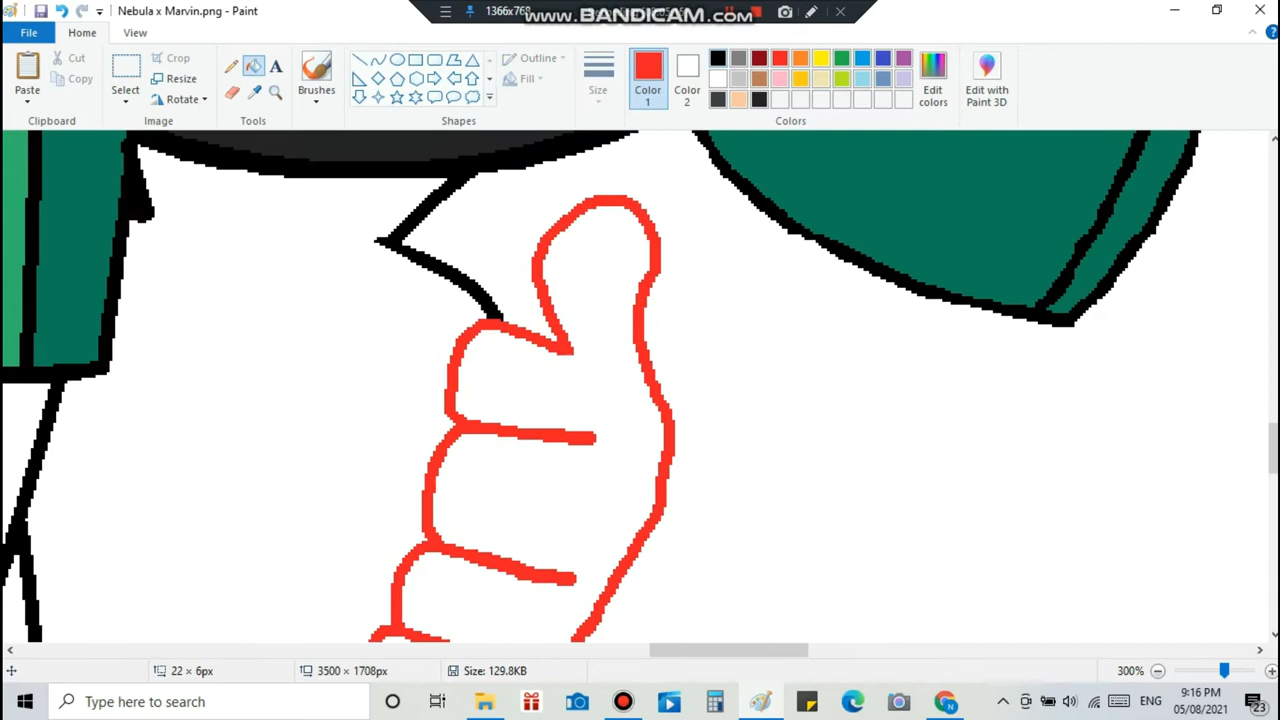 Nebula x Marvin.png - Paint
1366x768
www.BANDICAM.com
File
Home
View
Paste
Cut
Copy
Clipboard
Select
Crop
Resize
Rotate
Image
A
Tools
Brushes
Shapes
Outline
Fill
Size
Color 1
Color 2
Colors
Edit colors
Edit with Paint 3D
22 × 6px
3500 × 1708px
Size: 129.8KB
300%
Type here to search
N
ENG
9:16 PM
05/08/2021
23